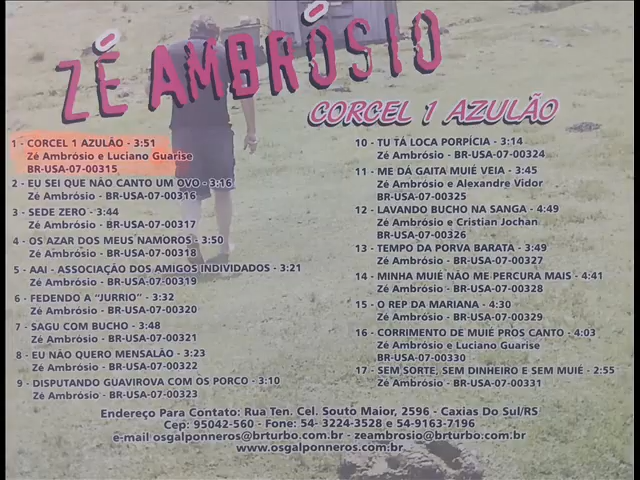 ZÉ AMBRÓSIO
CORCEL 1 AZULÃO
1 - CORCEL 1 AZULÃO - 3:51
Zé Ambrósio e Luciano Guarise
BR-USA-07-00315
2 - EU SEI QUE NÃO CANTO UM OVO - 3:16
Zé Ambrósio - BR-USA-07-00316
3 - SEDE ZERO - 3:44
Zé Ambrósio - BR-USA-07-00317
4 - OS AZAR DOS MEUS NAMOROS - 3:50
Zé Ambrósio - BR-USA-07-00318
5 - AAI - ASSOCIAÇÃO DOS AMIGOS INDIVIDADOS - 3:21
Zé Ambrósio - BR-USA-07-00319
6 - FEDENDO A “JURRIO” - 3:32
Zé Ambrósio - BR-USA-07-00320
7 - SAGU COM BUCHO - 3:48
Zé Ambrósio - BR-USA-07-00321
8 - EU NÃO QUERO MENSALÃO - 3:23
Zé Ambrósio - BR-USA-07-00322
9 - DISPUTANDO GUAVIROVA COM OS PORCO - 3:10
Zé Ambrósio - BR-USA-07-00323
10 - TU TÁ LOCA PORPÍCIA - 3:14
Zé Ambrósio - BR-USA-07-00324
11 - ME DÁ GAITA MUIÉ VEIA - 3:45
Zé Ambrósio e Alexandre Vidor
BR-USA-07-00325
12 - LAVANDO BUCHO NA SANGA - 4:49
Zé Ambrósio e Cristian Jochan
BR-USA-07-00326
13 - TEMPO DA PORVA BARATA - 3:49
Zé Ambrósio - BR-USA-07-00327
14 - MINHA MUIÉ NÃO ME PERCURA MAIS - 4:41
Zé Ambrósio - BR-USA-07-00328
15 - O REP DA MARIANA - 4:30
Zé Ambrósio - BR-USA-07-00329
16 - CORRIMENTO DE MUIÉ PROS CANTO - 4:03
Zé Ambrósio e Luciano Guarise
BR-USA-07-00330
17 - SEM SORTE, SEM DINHEIRO E SEM MUIÉ - 2:55
Zé Ambrósio - BR-USA-07-00331
Endereço Para Contato: Rua Ten. Cel. Souto Maior, 2596 - Caxias Do Sul/RS
Cep: 95042-560 - Fone: 54- 3224-3528 e 54-9163-7196
e-mail osgalponneros@brturbo.com.br - zeambrosio@brturbo.com.br
www.osgalponneros.com.br